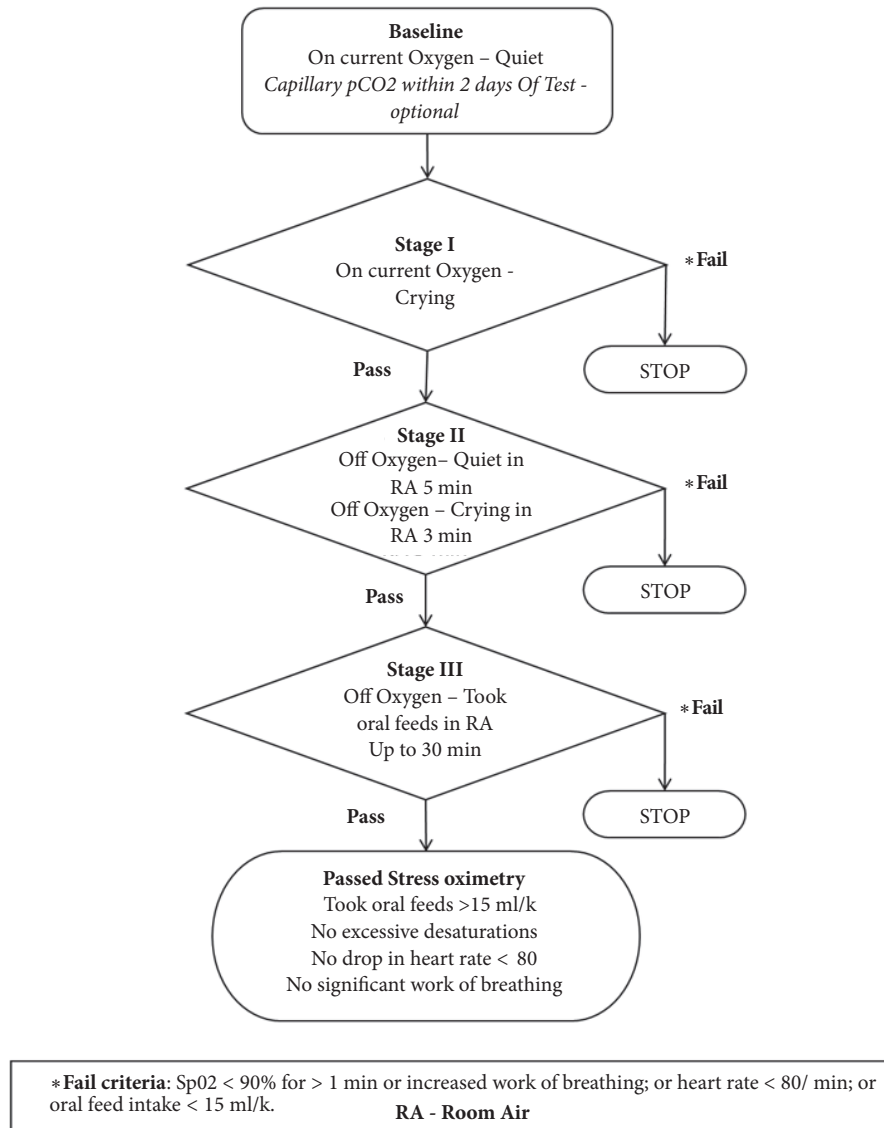 Baseline
On current Oxygen – Quiet
Capillary pCO2 within 2 days Of Test -
optional
Stage I
On current Oxygen -
Crying
*Fail
STOP
Pass
Stage II
Off Oxygen– Quiet in
RA 5 min
Off Oxygen – Crying in
RA 3 min
*Fail
STOP
Pass
Stage III
Off Oxygen – Took
oral feeds in RA
Up to 30 min
*Fail
STOP
Pass
Passed Stress oximetry
Took oral feeds >15 ml/k
No excessive desaturations
No drop in heart rate < 80
No significant work of breathing
*Fail criteria: Sp02 < 90% for > 1 min or increased work of breathing; or heart rate < 80/ min; or
oral feed intake < 15 ml/k.
RA - Room Air